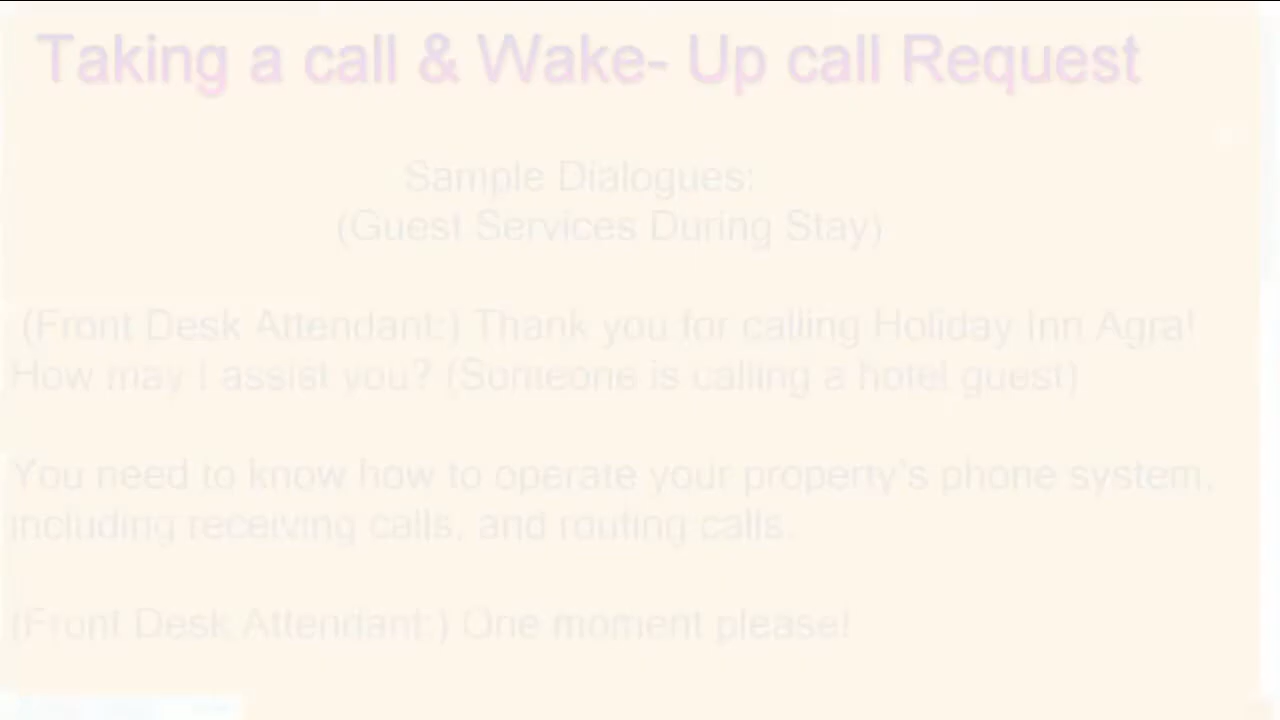 Taking a call & Wake- Up call Request
Sample Dialogues:
(Guest Services During Stay)
(Front Desk Attendant:) Thank you for calling Holiday Inn Agra!
How may I assist you? (Someone is calling a hotel guest)
You need to know how to operate your property's phone system,
including receiving calls, and routing calls.
(Front Desk Attendant:) One moment please!